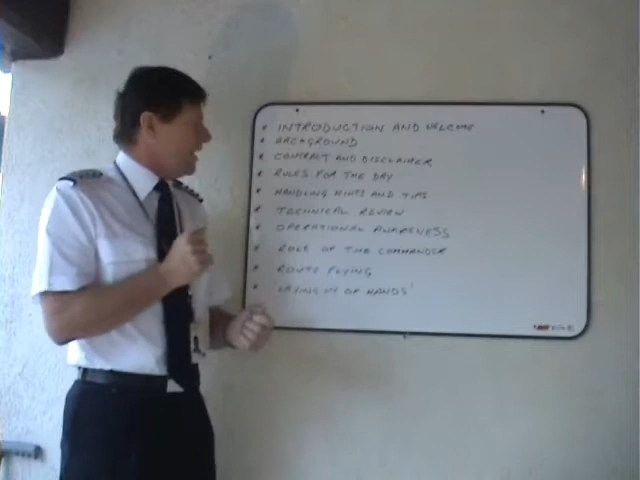 • INTRODUCTION AND WELCOME
• BACKGROUND
• CONTRACT AND DISCLAIMER
• RULES FOR THE DAY
• HANDLING HINTS AND TIPS
• TECHNICAL REVIEW
• OPERATIONAL AWARENESS
• ROLE OF THE COMMANDER
• ROUTE FLYING
• 'LAYING ON OF HANDS'